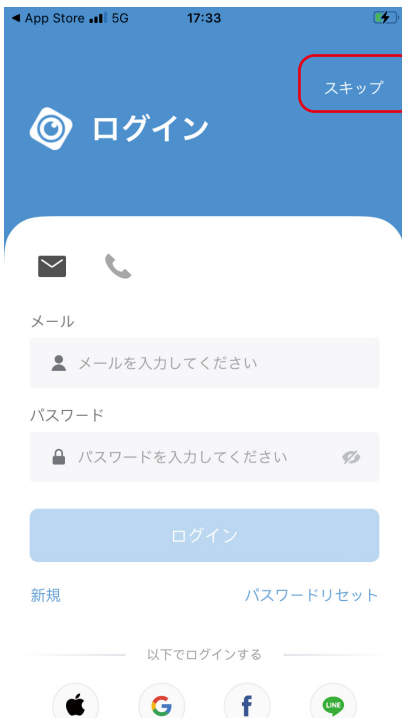 ◀ App Store 5G 17:33
スキップ
ログイン
メール
メールを入力してください
パスワード
パスワードを入力してください
ログイン
新規 パスワードリセット
以下でログインする
G f LINE